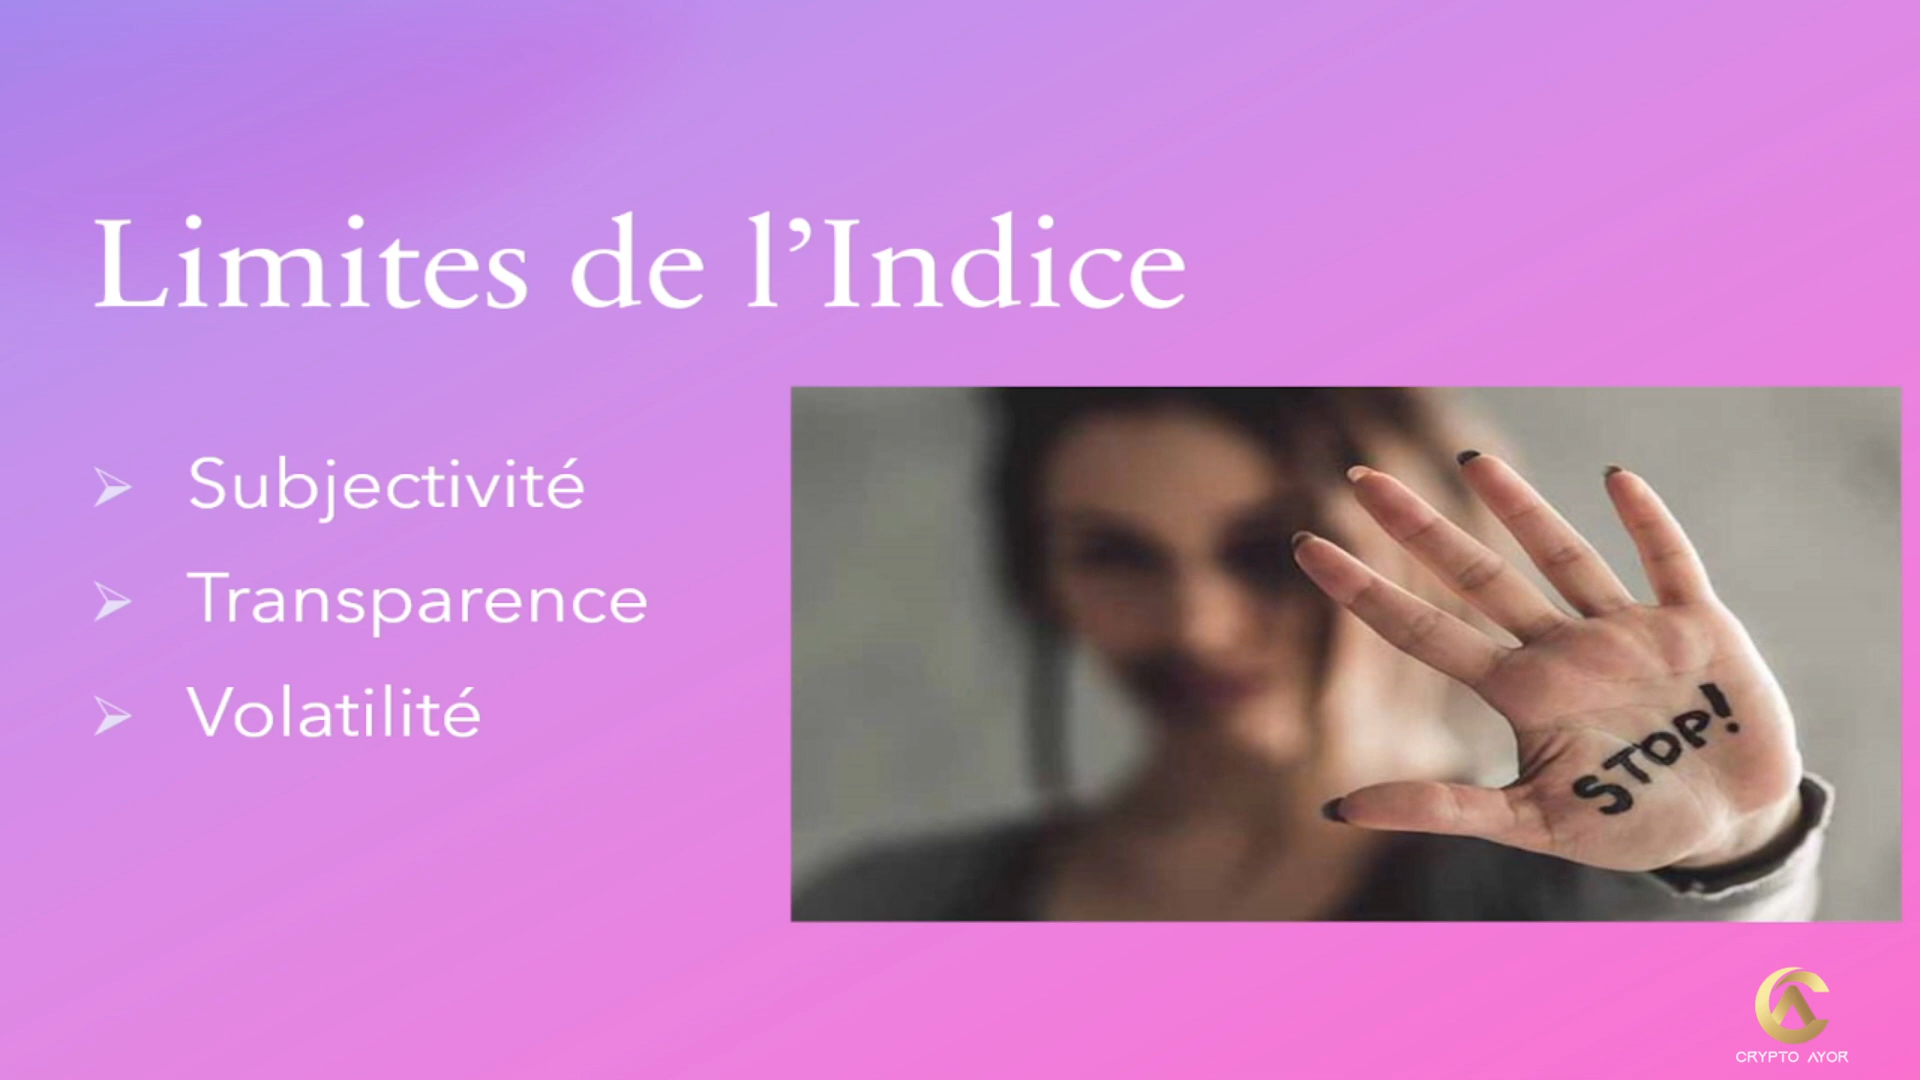 Limites de l’Indice
Subjectivité
Transparence
Volatilité
STOP!
CRYPTO AYOR